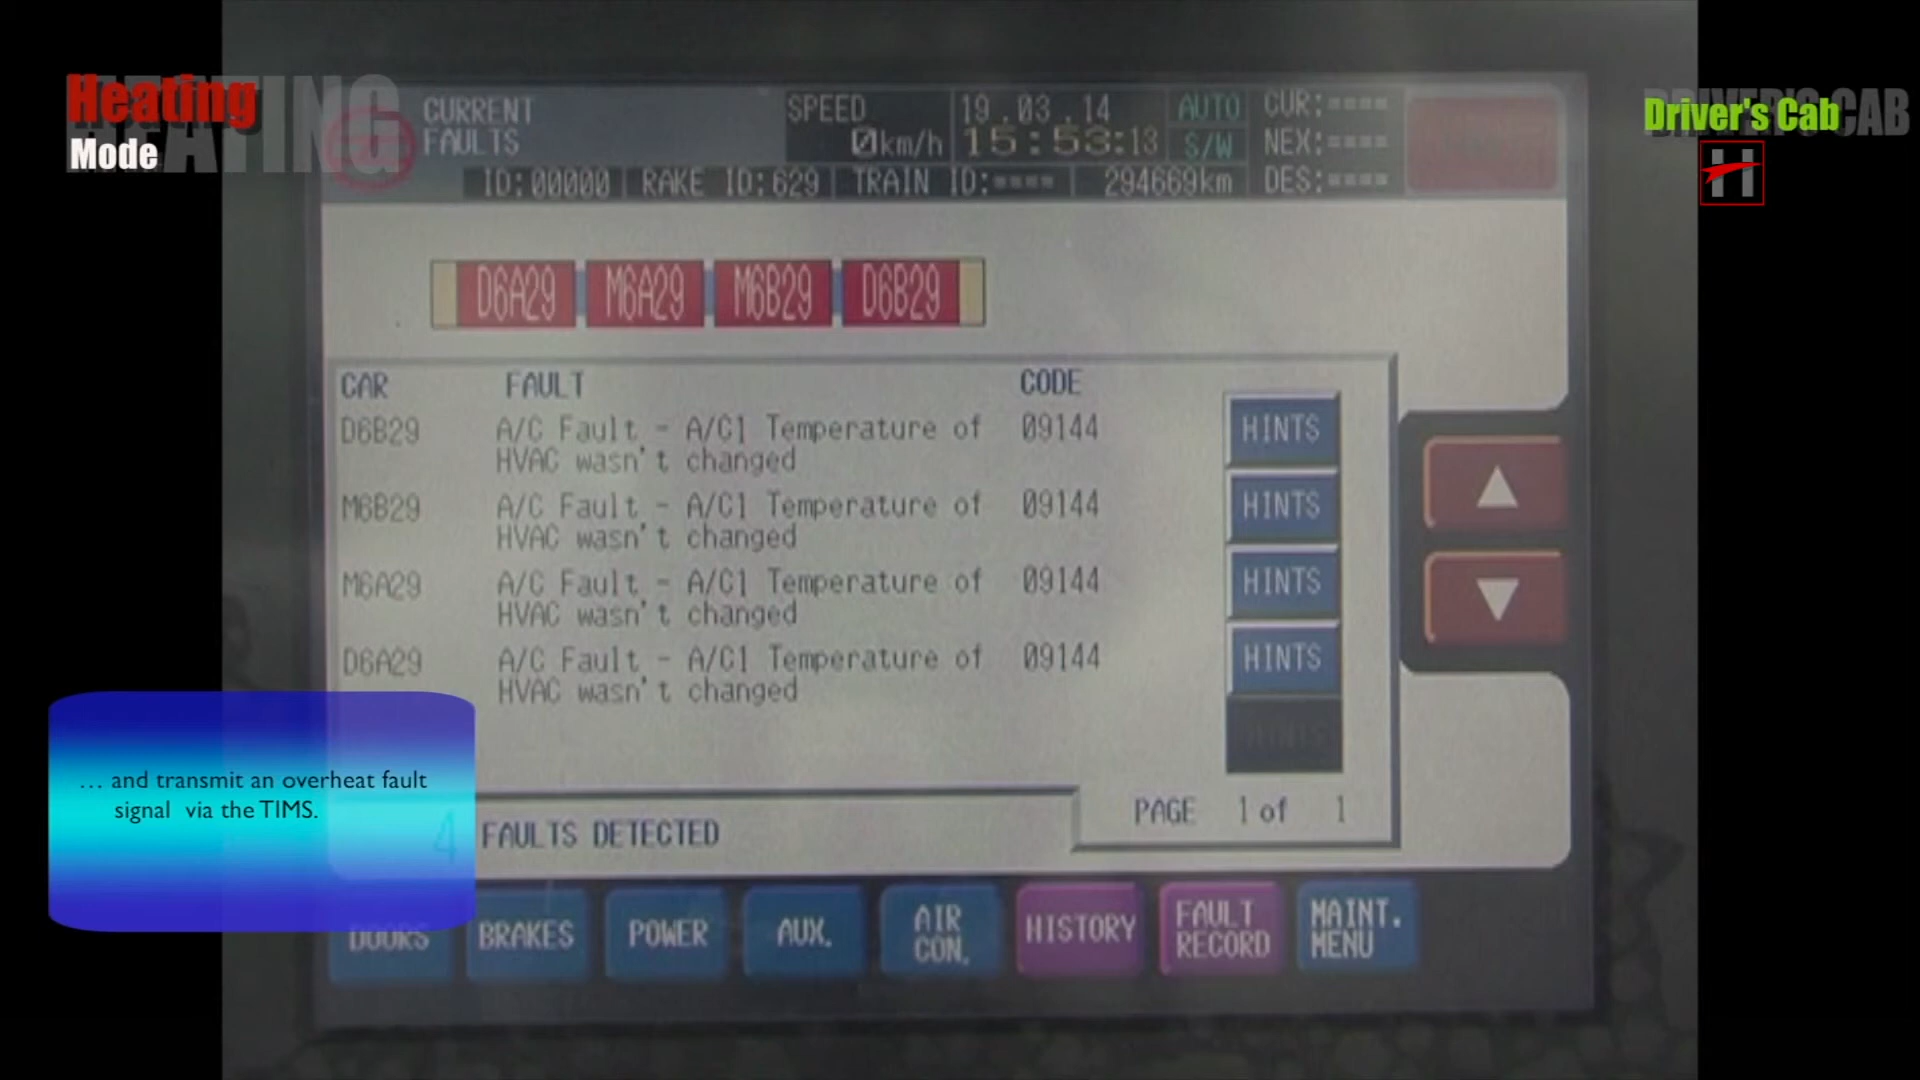 HEATING
Heating
Mode
DRIVER'S CAB
Driver's Cab
H
CURRENT
FAULTS
SPEED
0km/h
19 .03 .14
15:53:13
AUTO
S/W
CUR:====
NEX:====
DES:====
ID:00000 RAKE ID:629 TRAIN ID:==== 294669km
D6A29 M6A29 M6B29 D6B29
CAR FAULT CODE
D6B29 A/C Fault - A/C1 Temperature of 09144 HINTS
HVAC wasn't changed
M6B29 A/C Fault - A/C1 Temperature of 09144 HINTS
HVAC wasn't changed
M6A29 A/C Fault - A/C1 Temperature of 09144 HINTS
HVAC wasn't changed
D6A29 A/C Fault - A/C1 Temperature of 09144 HINTS
HVAC wasn't changed
HINTS
... and transmit an overheat fault
signal via the TIMS.
PAGE 1 of 1
4 FAULTS DETECTED
DOORS BRAKES POWER AUX. AIR CON. HISTORY FAULT RECORD MAINT. MENU